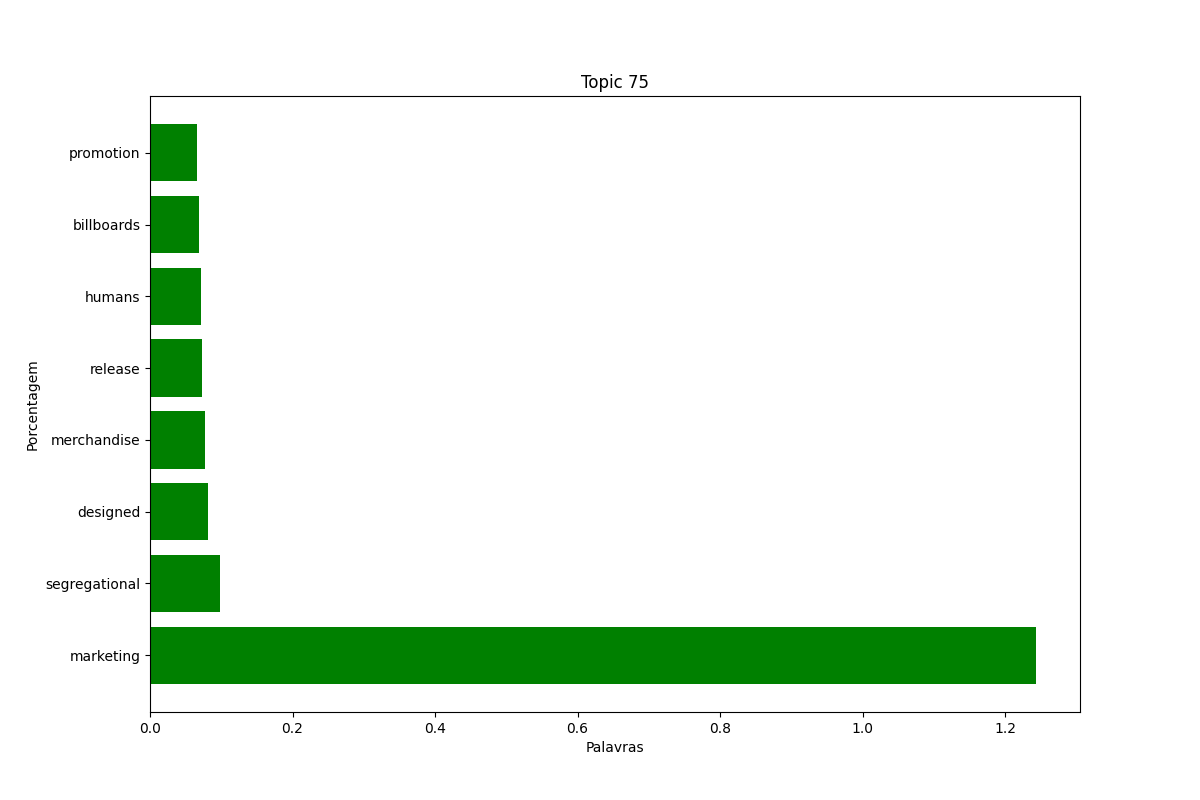 Topic 75
promotion
billboards
humans
release
merchandise
designed
segregational
marketing
Porcentagem
0.0 0.2 0.4 0.6 0.8 1.0 1.2
Palavras